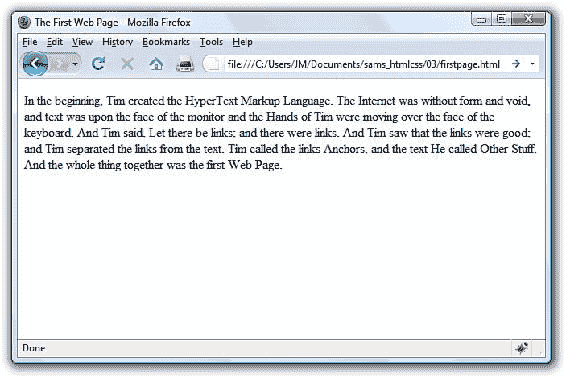 The First Web Page - Mozilla Firefox
File Edit View History Bookmarks Tools Help
file:///C:/Users/JM/Documents/sams_htmlcss/03/firstpage.html
In the beginning, Tim created the HyperText Markup Language. The Internet was without form and void,
and text was upon the face of the monitor and the Hands of Tim were moving over the face of the
keyboard. And Tim said, Let there be links; and there were links. And Tim saw that the links were good;
and Tim separated the links from the text. Tim called the links Anchors, and the text He called Other Stuff.
And the whole thing together was the first Web Page.
Done